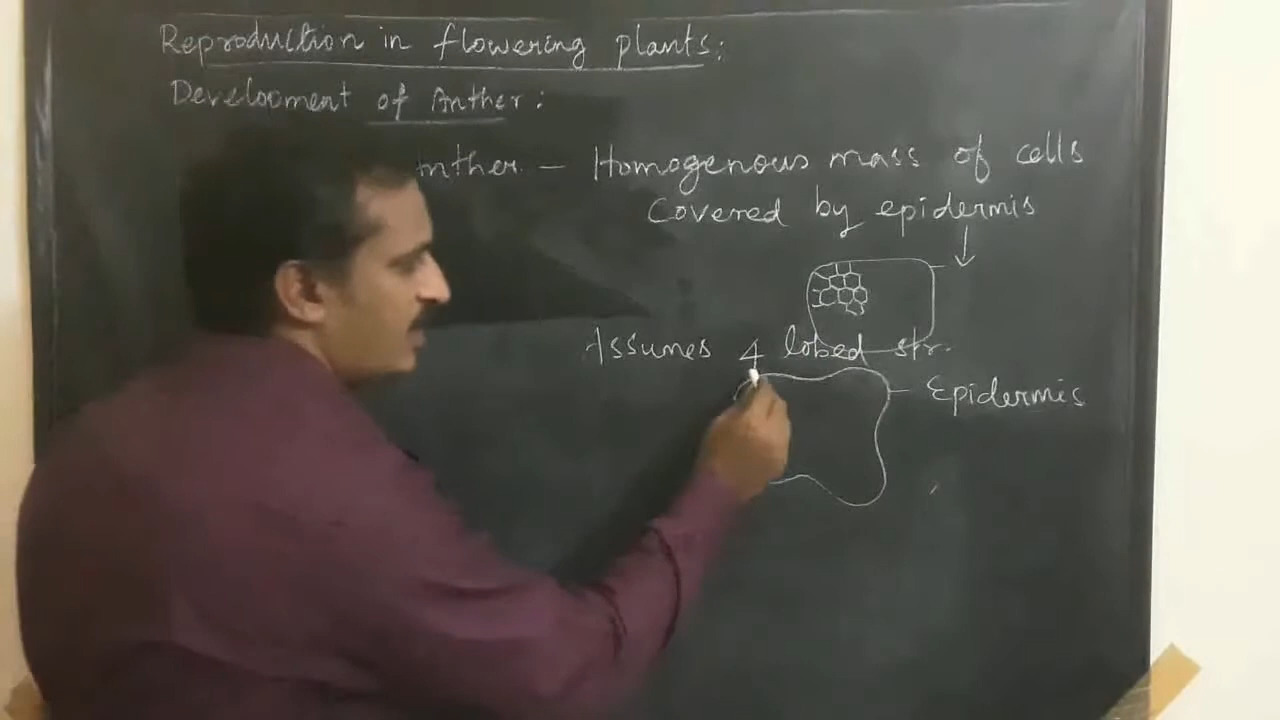 Reproduction in flowering plants:
Development of Anther:
nther - Homogenous mass of cells
Covered by epidermis
Assumes 4 lobed str.
Epidermis